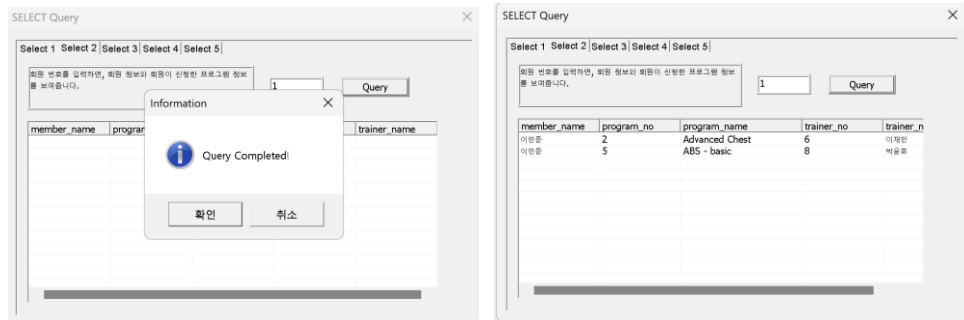 SELECT Query
Select 1 Select 2 Select 3 Select 4 Select 5
회원 번호를 입력하면, 회원 정보와 회원이 신청한 프로그램 정보
를 보여줍니다.
1
Query
Information
Query Completed!
확인 취소
member_name prograr trainer_name
SELECT Query
Select 1 Select 2 Select 3 Select 4 Select 5
회원 번호를 입력하면, 회원 정보와 회원이 신청한 프로그램 정보
를 보여줍니다.
1
Query
member_name program_no program_name trainer_no trainer_n
이민준 2 Advanced Chest 6 이재민
이민준 5 ABS - basic 8 박윤호